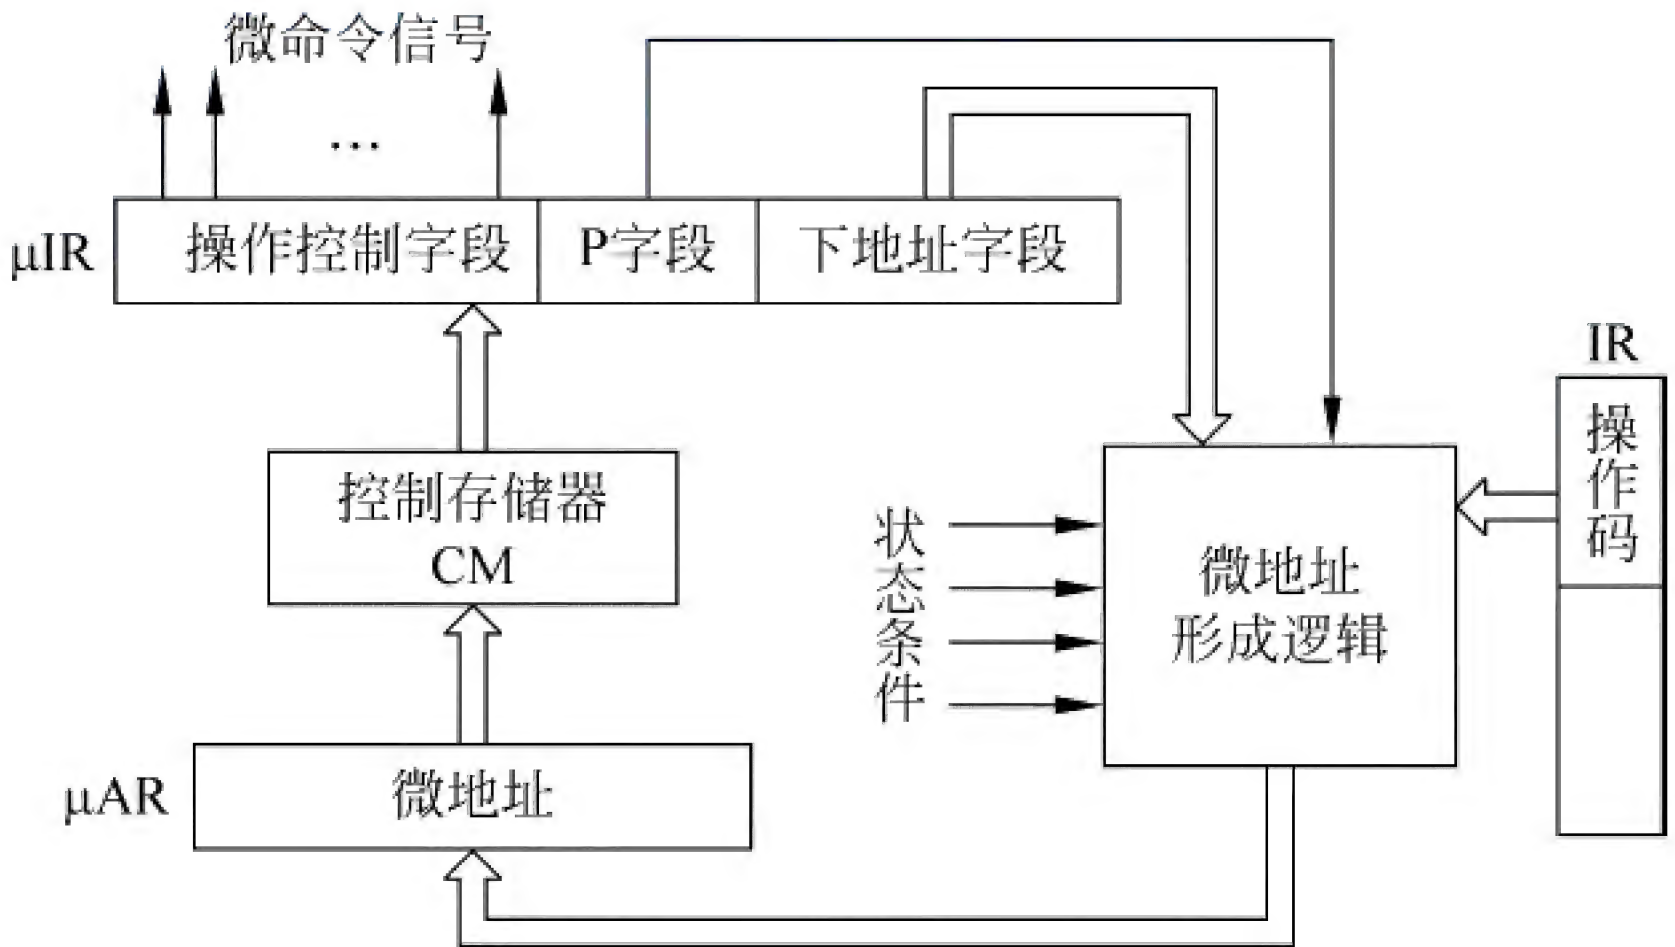 微命令信号
…
μIR
操作控制字段
P字段
下地址字段
IR
操作码
控制存储器
CM
状态条件
微地址
形成逻辑
μAR
微地址